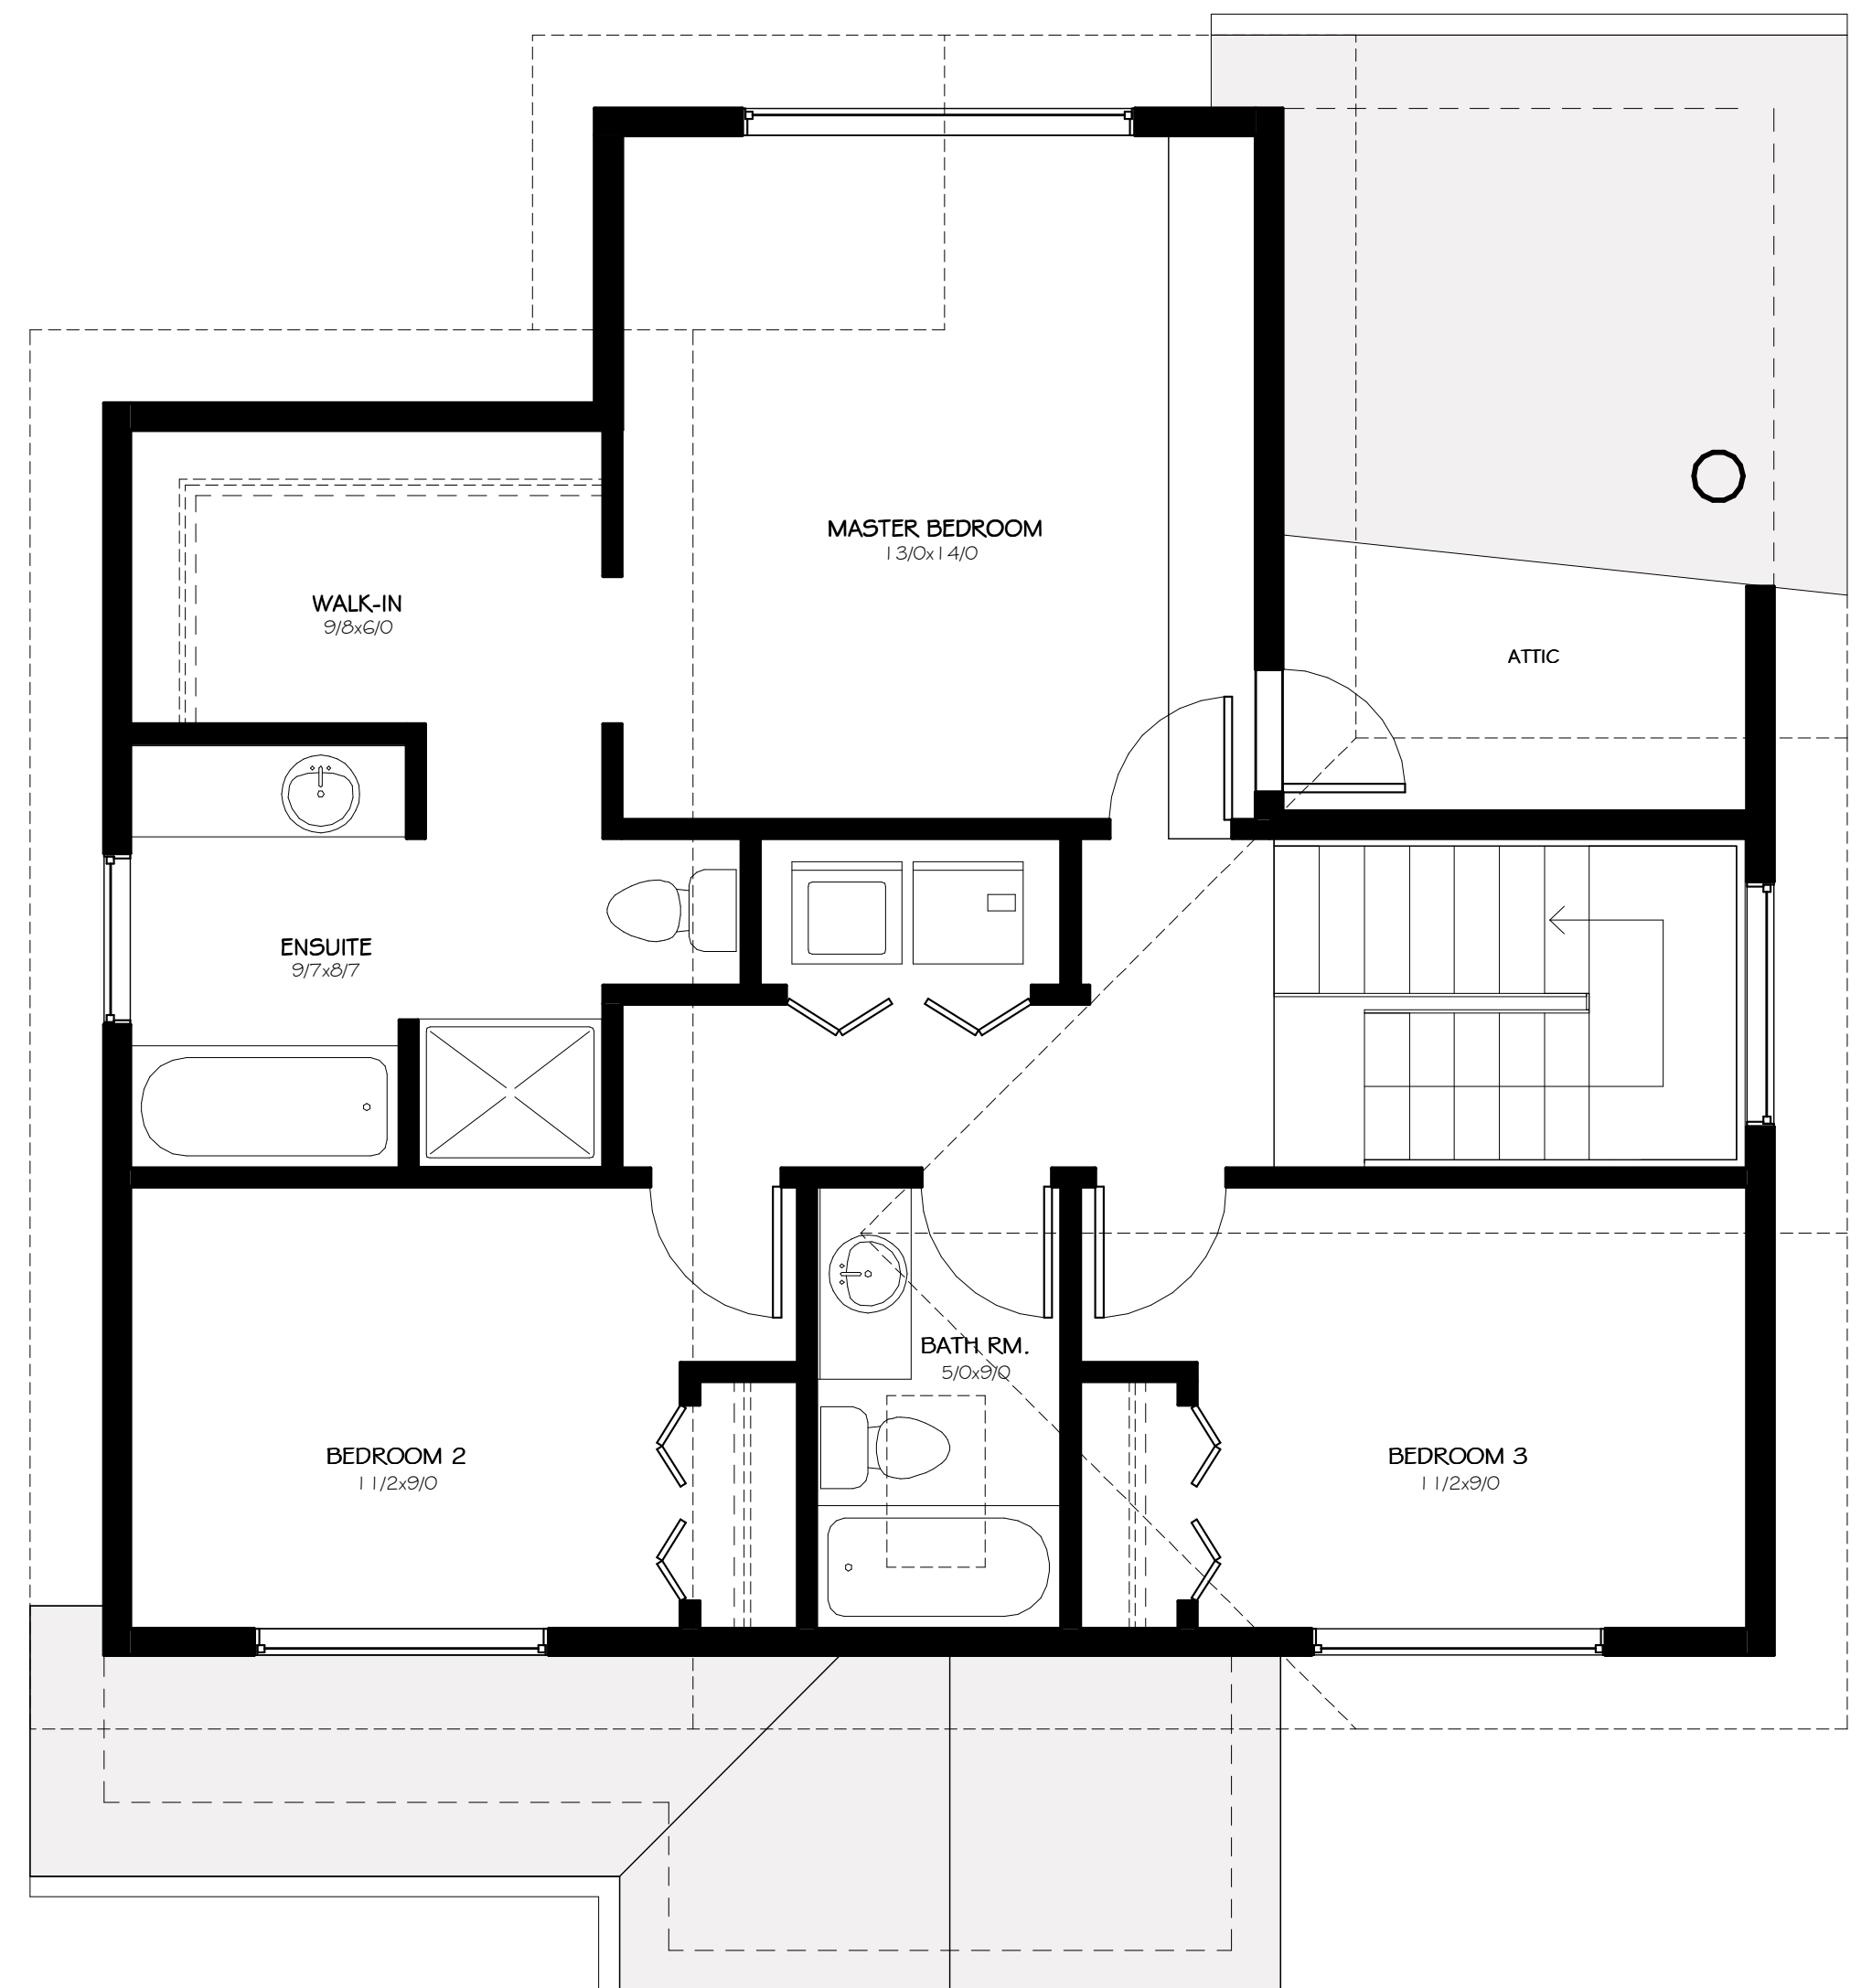 MASTER BEDROOM
13/0x14/0
WALK-IN
9/8x6/0
ATTIC
ENSUITE
9/7x8/7
BATH RM.
5/0x9/0
BEDROOM 2
11/2x9/0
BEDROOM 3
11/2x9/0